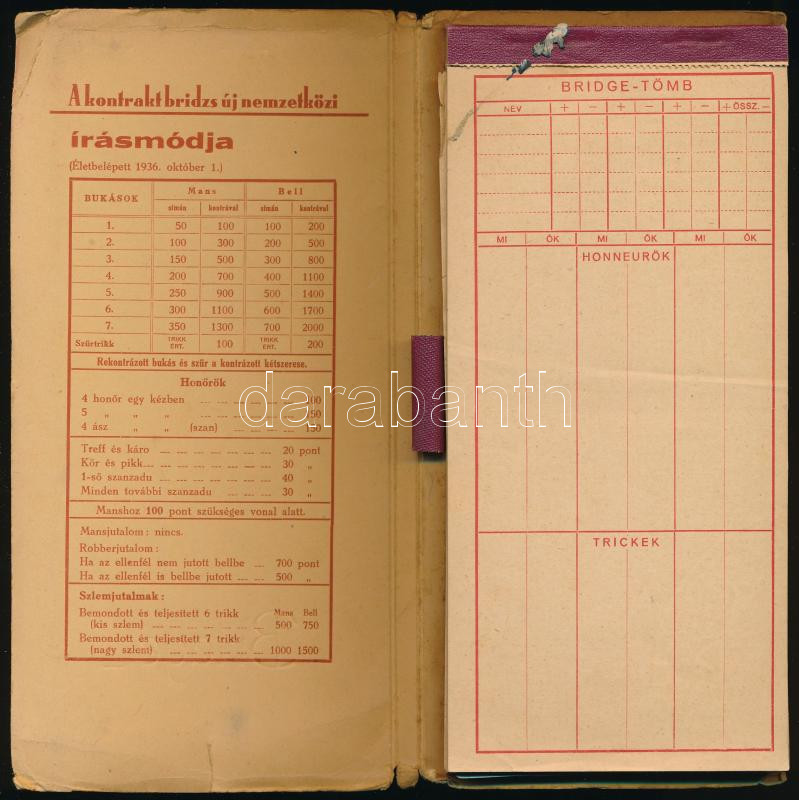 A kontrakt bridzs új nemzetközi
írásmódja
(Életbelépett 1936. október 1.)
BUKÁSOK Mans Bell
simán kontrával simán kontrával
1. 50 100 100 200
2. 100 300 200 500
3. 150 500 300 800
4. 200 700 400 1100
5. 250 900 500 1400
6. 300 1100 600 1700
7. 350 1300 700 2000
Szűrtrikk TRIKK ÉRT. 100 TRIKK ÉRT. 200
Rekontrázott bukás és szűr a kontrázott kétszerese.
Honőrök
4 honőr egy kézben 100
5 „ „ „ 150
4 ász „ „ (szan) 150
Treff és káro 20 pont
Kőr és pikk 30 „
1-ső szanzadu 40 „
Minden további szanzadu 30 „
Manshoz 100 pont szükséges vonal alatt.
Mansjutalom: nincs.
Robberjutalom:
Ha az ellenfél nem jutott bellbe 700 pont
Ha az ellenfél is bellbe jutott 500 „
Szlemjutalmak:
Bemondott és teljesített 6 trikk Mans Bell
(kis szlem) 500 750
Bemondott és teljesített 7 trikk
(nagy szlem) 1000 1500
BRIDGE-TÖMB
NÉV + − + − + − + ÖSSZ. −
MI ŐK MI ŐK MI ŐK
HONNEURÖK
TRICKEK
darabanth